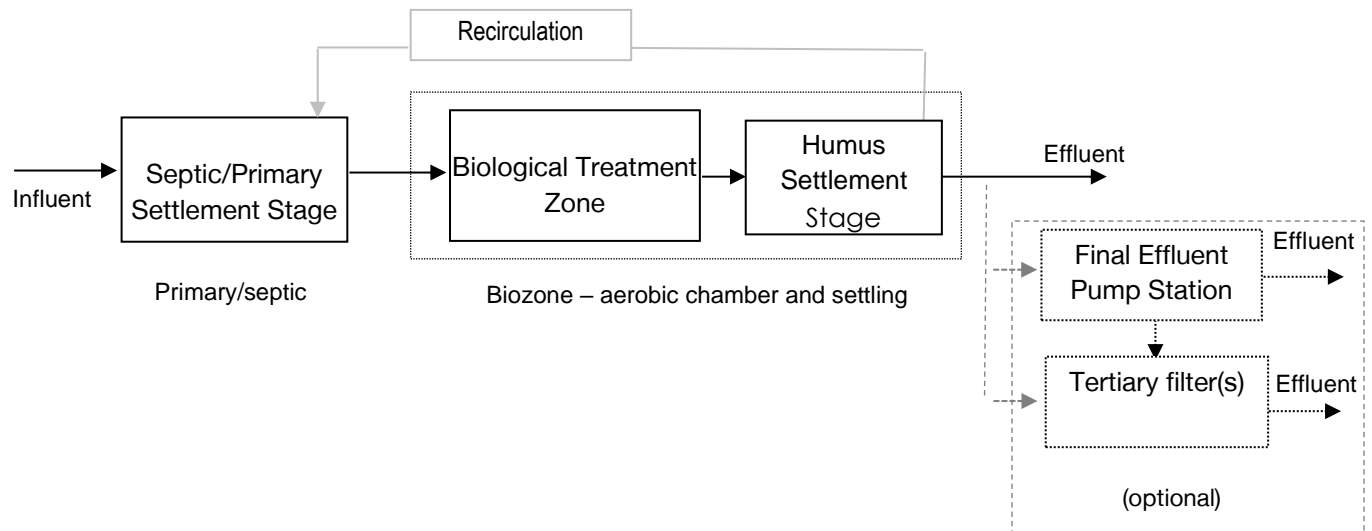 Recirculation
Influent
Septic/Primary
Settlement Stage
Biological Treatment
Zone
Humus
Settlement
Stage
Effluent
Primary/septic
Biozone – aerobic chamber and settling
Final Effluent
Pump Station
Effluent
Tertiary filter(s)
Effluent
(optional)